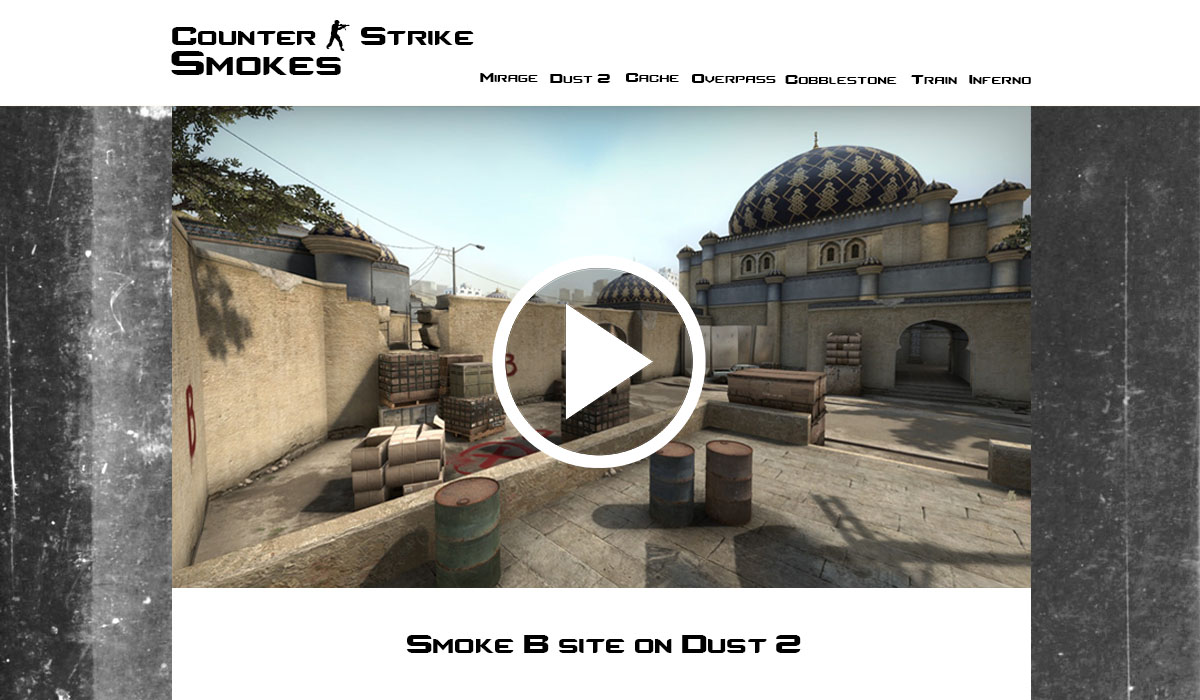 Counter Strike
Smokes
Mirage Dust 2 Cache Overpass Cobblestone Train Inferno
B
B
Smoke B site on Dust 2